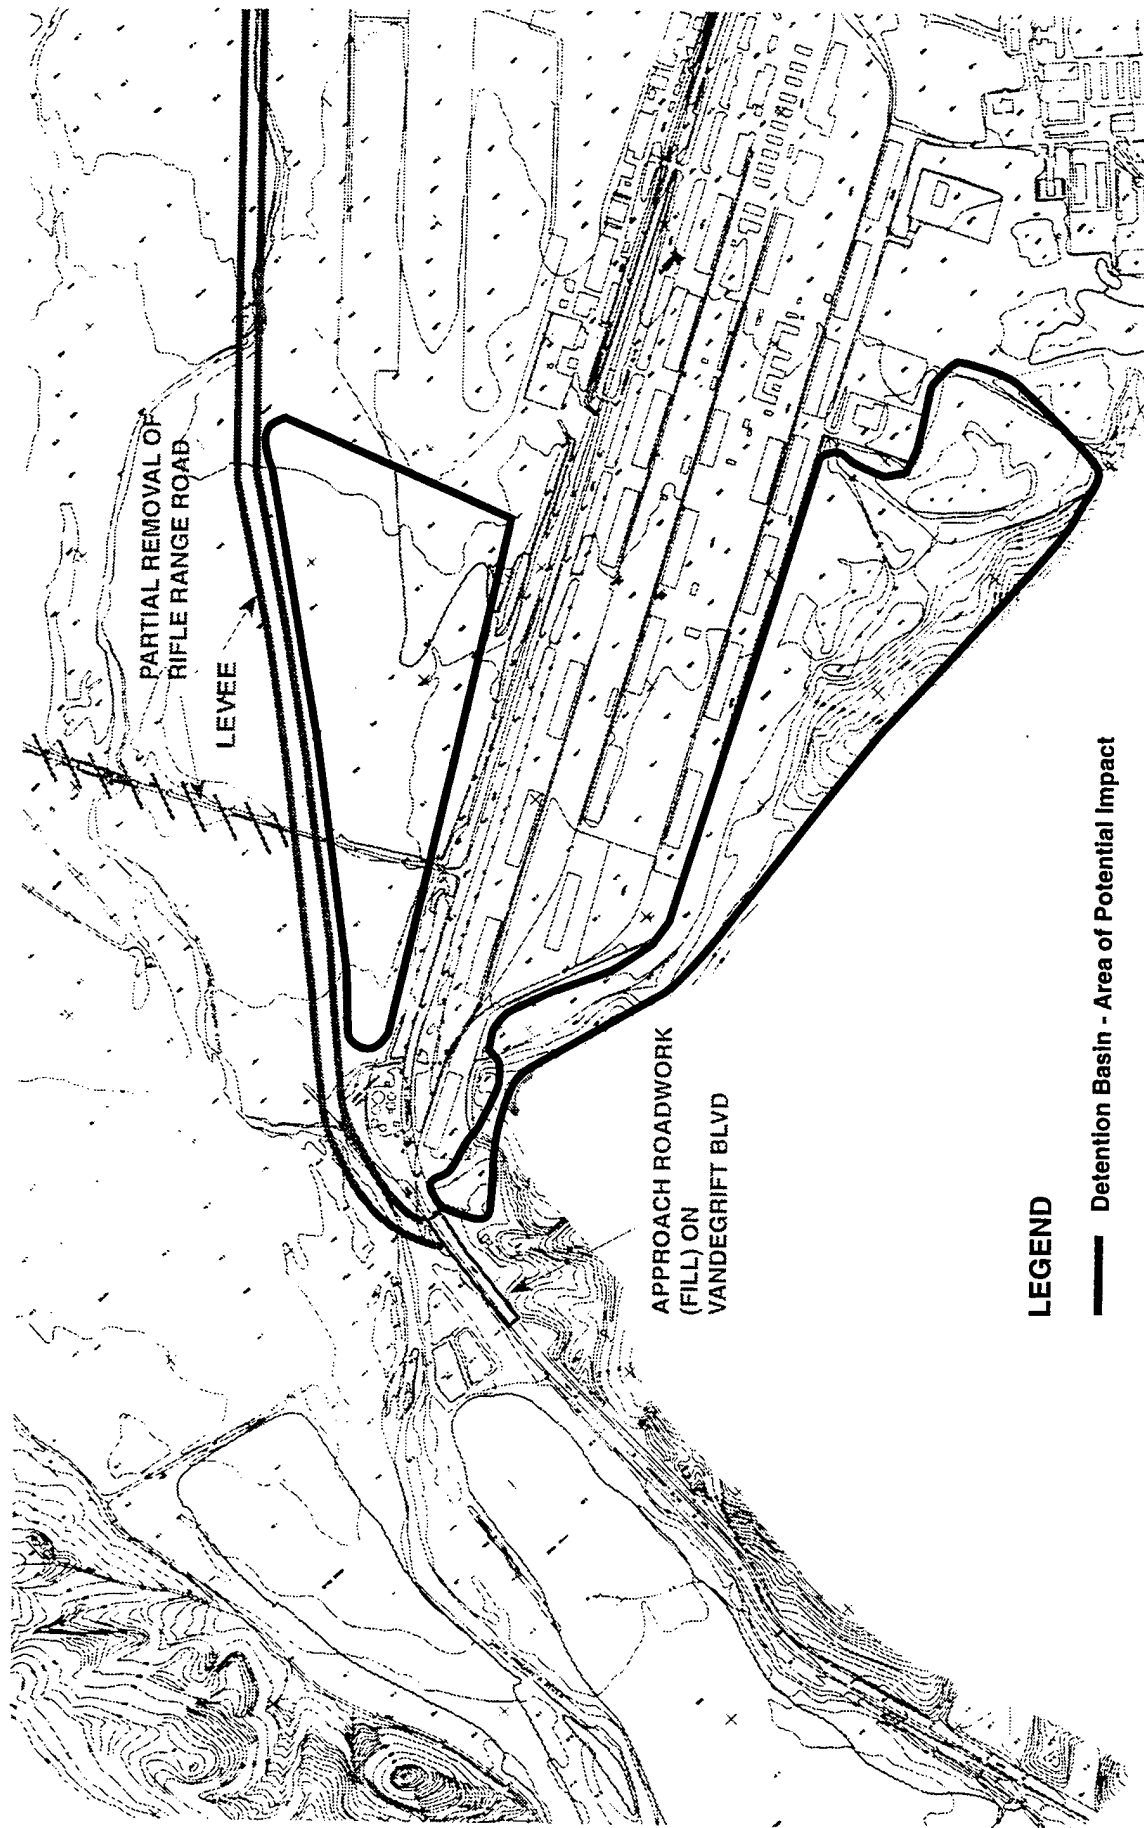 PARTIAL REMOVAL OF
RIFLE RANGE ROAD
LEVEE
APPROACH ROADWORK
(FILL) ON
VANDEGRIFT BLVD
LEGEND
Detention Basin - Area of Potential Impact